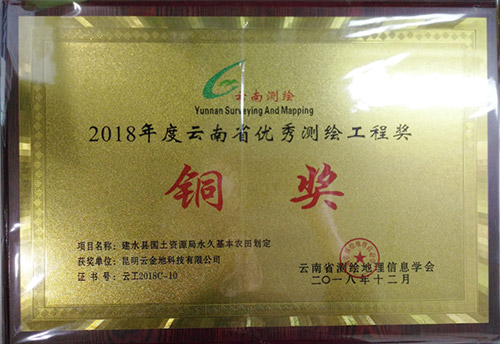 云南测绘
Yunnan Surveying And Mapping
2018年度云南省优秀测绘工程奖
铜奖
项目名称：建水县国土资源局永久基本农田划定
获奖单位：昆明云金地科技有限公司
证书号：云工2018C-10
云南省测绘地理信息学会
二〇一八年十二月